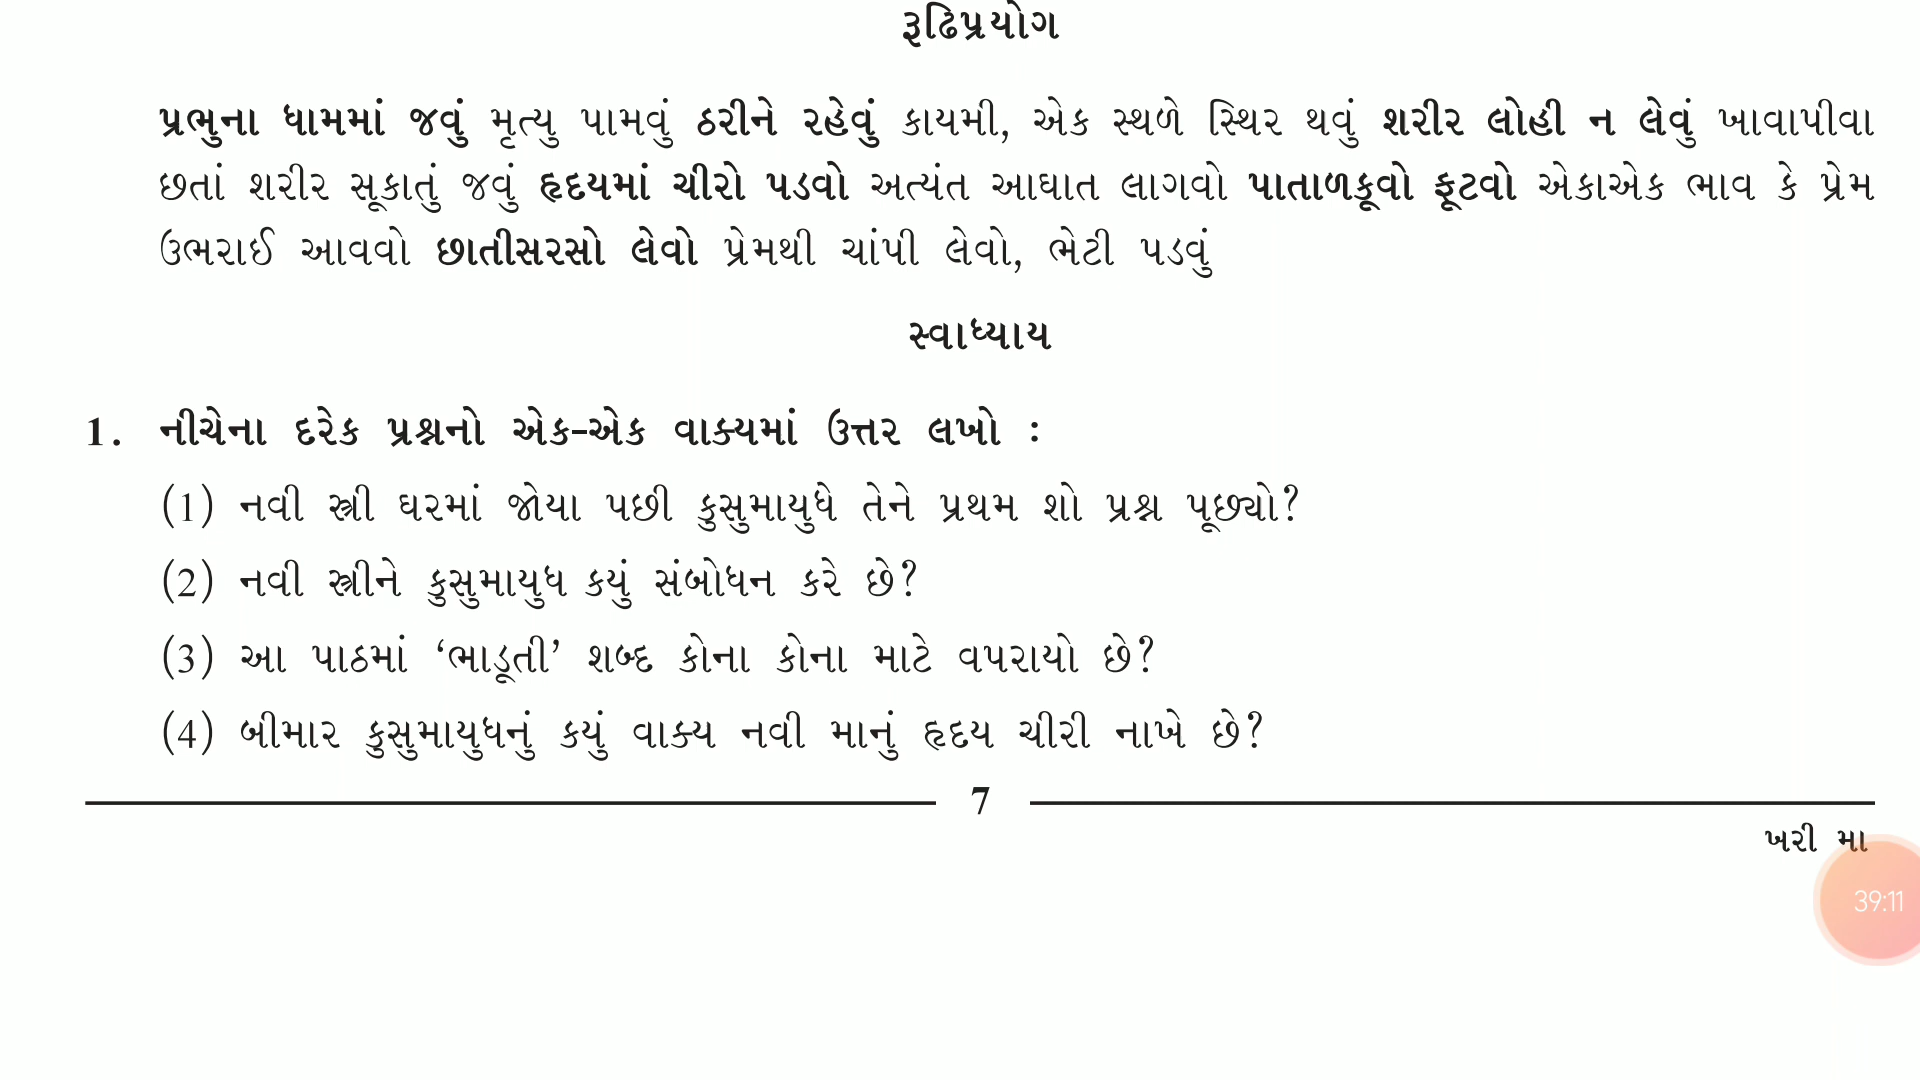 રૂઢિપ્રયોગ
પ્રભુના ધામમાં જવું મૃત્યુ પામવું ઠરીને રહેવું કાયમી, એક સ્થળે સ્થિર થવું શરીર લોહી ન લેવું ખાવાપીવા
છતાં શરીર સૂકાતું જવું હૃદયમાં ચીરો પડવો અત્યંત આઘાત લાગવો પાતાળકૂવો ફૂટવો એકાએક ભાવ કે પ્રેમ
ઉભરાઈ આવવો છાતીસરસો લેવો પ્રેમથી ચાંપી લેવો, ભેટી પડવું
સ્વાધ્યાય
1. નીચેના દરેક પ્રશ્નનો એક-એક વાક્યમાં ઉત્તર લખો :
(1) નવી સ્ત્રી ઘરમાં જોયા પછી કુસુમાયુધે તેને પ્રથમ શો પ્રશ્ન પૂછ્યો?
(2) નવી સ્ત્રીને કુસુમાયુધ કયું સંબોધન કરે છે?
(3) આ પાઠમાં ‘ભાડૂતી’ શબ્દ કોના કોના માટે વપરાયો છે?
(4) બીમાર કુસુમાયુધનું કયું વાક્ય નવી માનું હૃદય ચીરી નાખે છે?
7
ખરી મા
39:11